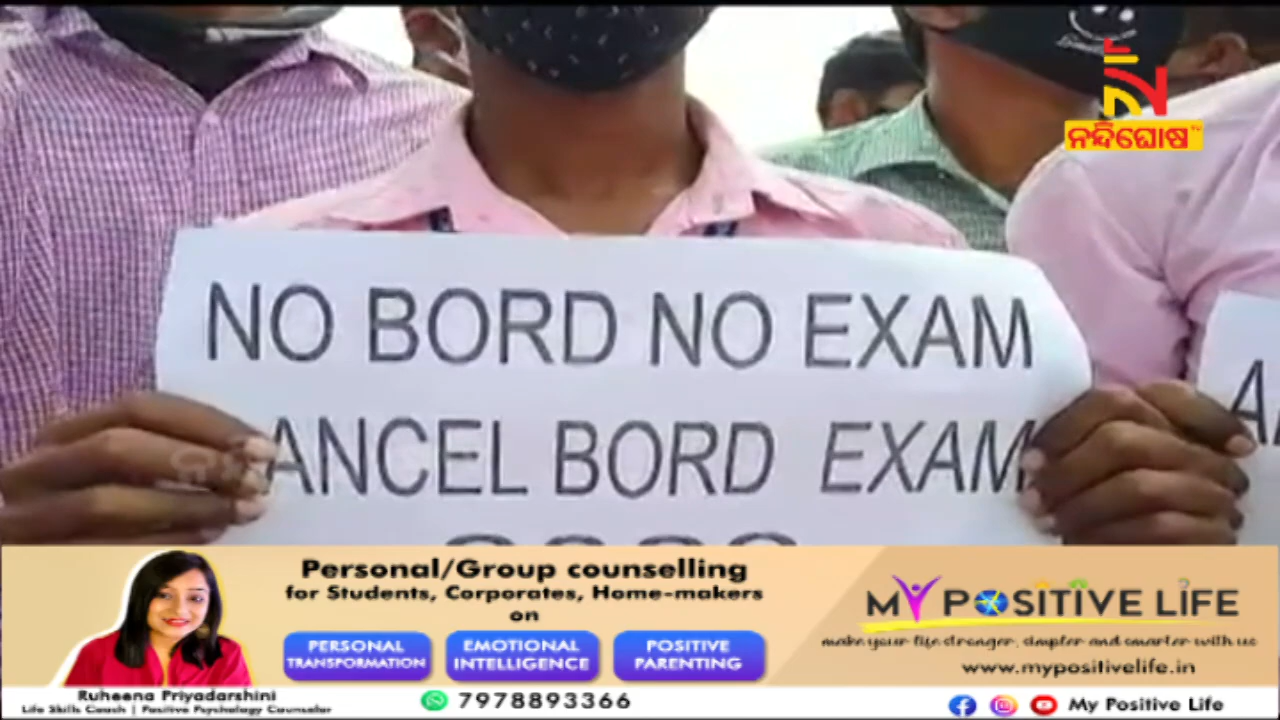 ନନ୍ଦିଘୋଷ TV
NO BORD NO EXAM
ANCEL BORD EXAM
Personal/Group counselling
for Students, Corporates, Home-makers
on
PERSONAL TRANSFORMATION
EMOTIONAL INTELLIGENCE
POSITIVE PARENTING
MY POSITIVE LIFE
make your life stronger, simpler and smarter with us
www.mypositivelife.in
Ruheena Priyadarshini
Life Skills Coach | Positive Psychology Counselor
7978893366
My Positive Life